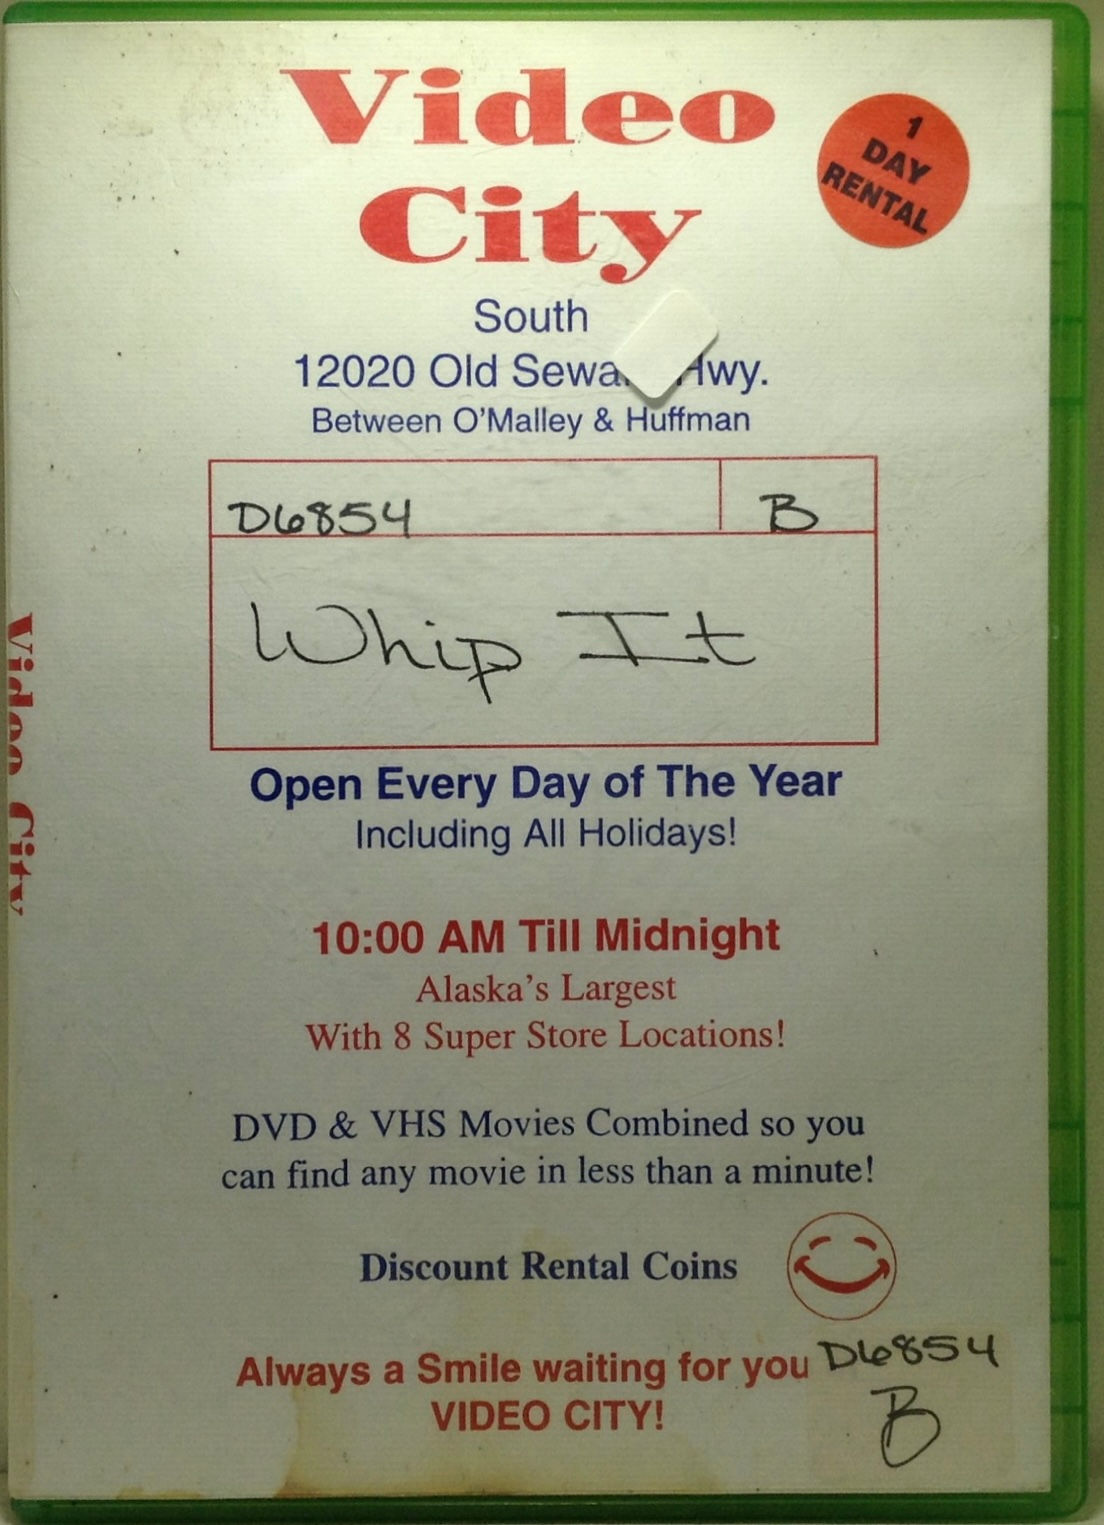 Video
City
1
DAY
RENTAL
South
12020 Old Sewa Hwy.
Between O'Malley & Huffman
D6854 B
Whip It
Open Every Day of The Year
Including All Holidays!
10:00 AM Till Midnight
Alaska's Largest
With 8 Super Store Locations!
DVD & VHS Movies Combined so you
can find any movie in less than a minute!
Discount Rental Coins
Always a Smile waiting for you
VIDEO CITY!
D6854
B
Video City